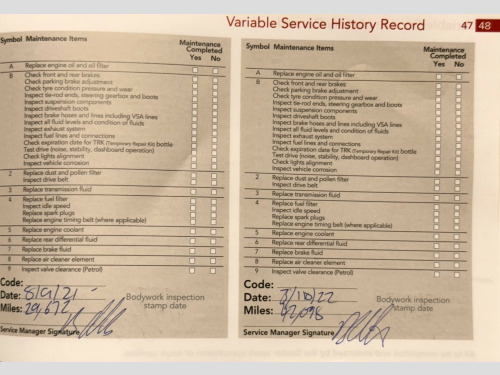 Variable Service History Record 47 48
Symbol Maintenance Items
Maintenance
Completed
Yes No
A Replace engine oil and oil filter
B Check front and rear brakes:
Check parking brake adjustment
Check tyre condition pressure and wear
Inspect tie-rod ends, steering gearbox and boots
Inspect suspension components
Inspect driveshaft boots
Inspect brake hoses and lines including VSA lines
Inspect all fluid levels and condition of fluids
Inspect exhaust system
Inspect fuel lines and connections
Check expiration date for TRK (Temporary Repair Kit) bottle
Test drive (noise, stability, dashboard operation)
Check lights alignment
Inspect vehicle corrosion
2 Replace dust and pollen filter
Inspect drive belt
3 Replace transmission fluid
4 Replace fuel filter
Inspect idle speed
Replace spark plugs
Replace engine timing belt (where applicable)
5 Replace engine coolant
6 Replace rear differential fluid
7 Replace brake fluid
8 Replace air cleaner element
9 Inspect valve clearance (Petrol)
Code:
Date:
Miles: 29,672
Bodywork inspection
stamp date
Service Manager Signature
Symbol Maintenance Items
Maintenance
Completed
Yes No
A Replace engine oil and oil filter
B Check front and rear brakes:
Check parking brake adjustment
Check tyre condition pressure and wear
Inspect tie-rod ends, steering gearbox and boots
Inspect suspension components
Inspect driveshaft boots
Inspect brake hoses and lines including VSA lines
Inspect all fluid levels and condition of fluids
Inspect exhaust system
Inspect fuel lines and connections
Check expiration date for TRK (Temporary Repair Kit) bottle
Test drive (noise, stability, dashboard operation)
Check lights alignment
Inspect vehicle corrosion
2 Replace dust and pollen filter
Inspect drive belt
3 Replace transmission fluid
4 Replace fuel filter
Inspect idle speed
Replace spark plugs
Replace engine timing belt (where applicable)
5 Replace engine coolant
6 Replace rear differential fluid
7 Replace brake fluid
8 Replace air cleaner element
9 Inspect valve clearance (Petrol)
Code:
Date:
Miles:
Bodywork inspection
stamp date
Service Manager Signature